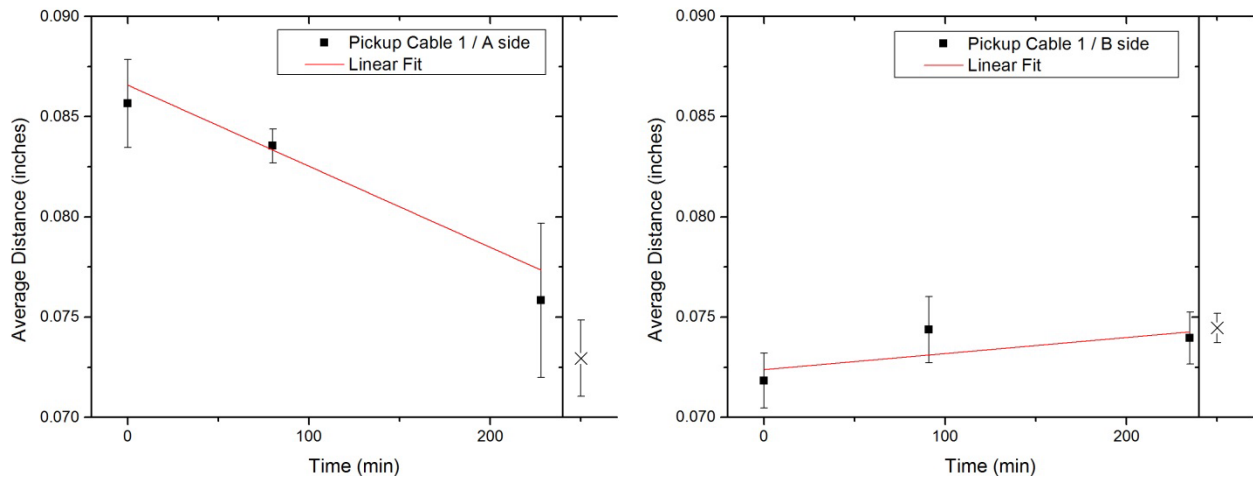 0.090
0.085
0.080
0.075
0.070
Average Distance (inches)
0
100
200
Time (min)
Pickup Cable 1 / A side
Linear Fit
0.090
0.085
0.080
0.075
0.070
Average Distance (inches)
0
100
200
Time (min)
Pickup Cable 1 / B side
Linear Fit